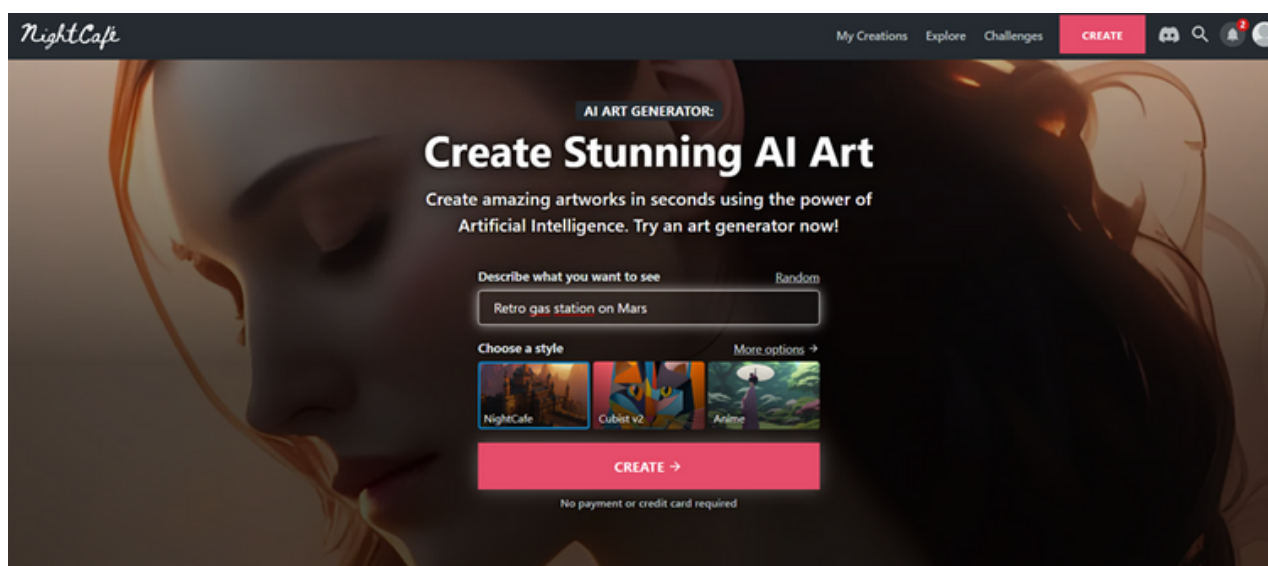 NightCafé
My Creations Explore Challenges CREATE 2
AI ART GENERATOR:
Create Stunning AI Art
Create amazing artworks in seconds using the power of
Artificial Intelligence. Try an art generator now!
Describe what you want to see Random
Retro gas station on Mars
Choose a style More options →
NightCafe Cubist v2 Anime
CREATE →
No payment or credit card required